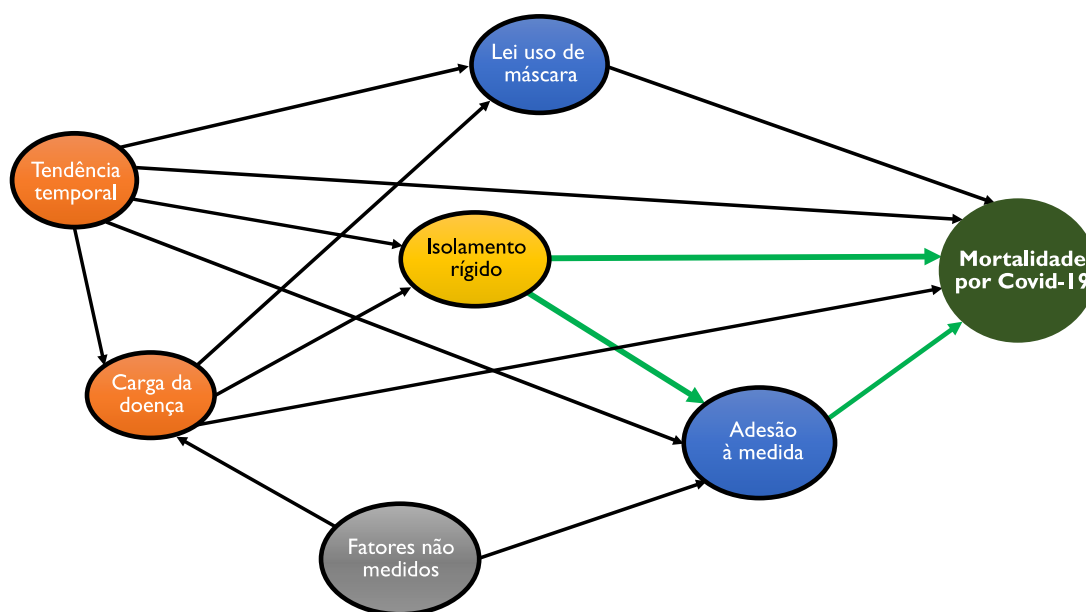 Lei uso de
máscara
Tendência
temporal
Isolamento
rígido
Mortalidade
por Covid-19
Carga da
doença
Adesão
à medida
Fatores não
medidos